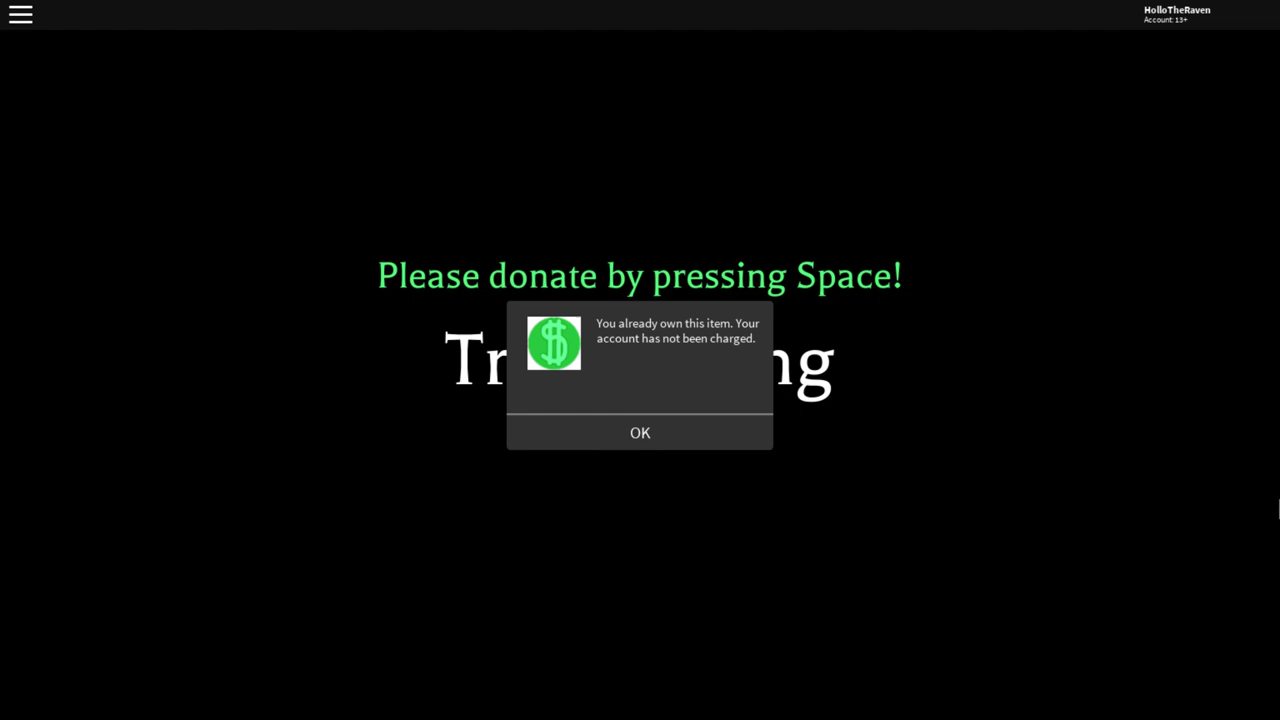 HolloTheRaven
Account: 13+
Please donate by pressing Space!
You already own this item. Your
account has not been charged.
OK